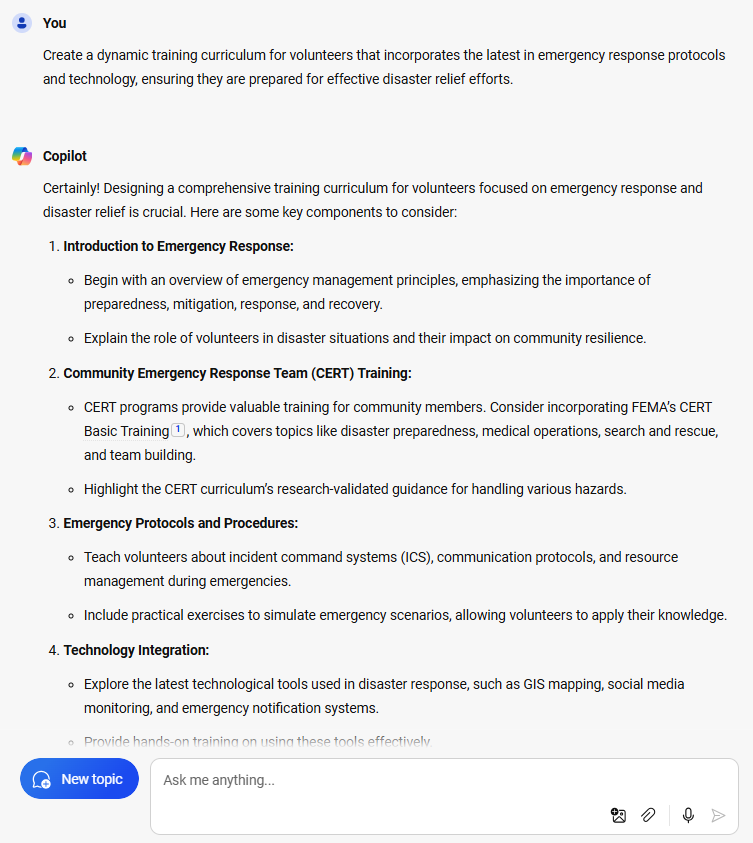 You
Create a dynamic training curriculum for volunteers that incorporates the latest in emergency response protocols
and technology, ensuring they are prepared for effective disaster relief efforts.
Copilot
Certainly! Designing a comprehensive training curriculum for volunteers focused on emergency response and
disaster relief is crucial. Here are some key components to consider:
1. Introduction to Emergency Response:
Begin with an overview of emergency management principles, emphasizing the importance of
preparedness, mitigation, response, and recovery.
Explain the role of volunteers in disaster situations and their impact on community resilience.
2. Community Emergency Response Team (CERT) Training:
CERT programs provide valuable training for community members. Consider incorporating FEMA's CERT
Basic Training 1, which covers topics like disaster preparedness, medical operations, search and rescue,
and team building.
Highlight the CERT curriculum's research-validated guidance for handling various hazards.
3. Emergency Protocols and Procedures:
Teach volunteers about incident command systems (ICS), communication protocols, and resource
management during emergencies.
Include practical exercises to simulate emergency scenarios, allowing volunteers to apply their knowledge.
4. Technology Integration:
Explore the latest technological tools used in disaster response, such as GIS mapping, social media
monitoring, and emergency notification systems.
Provide hands-on training on using these tools effectively.
New topic
Ask me anything...